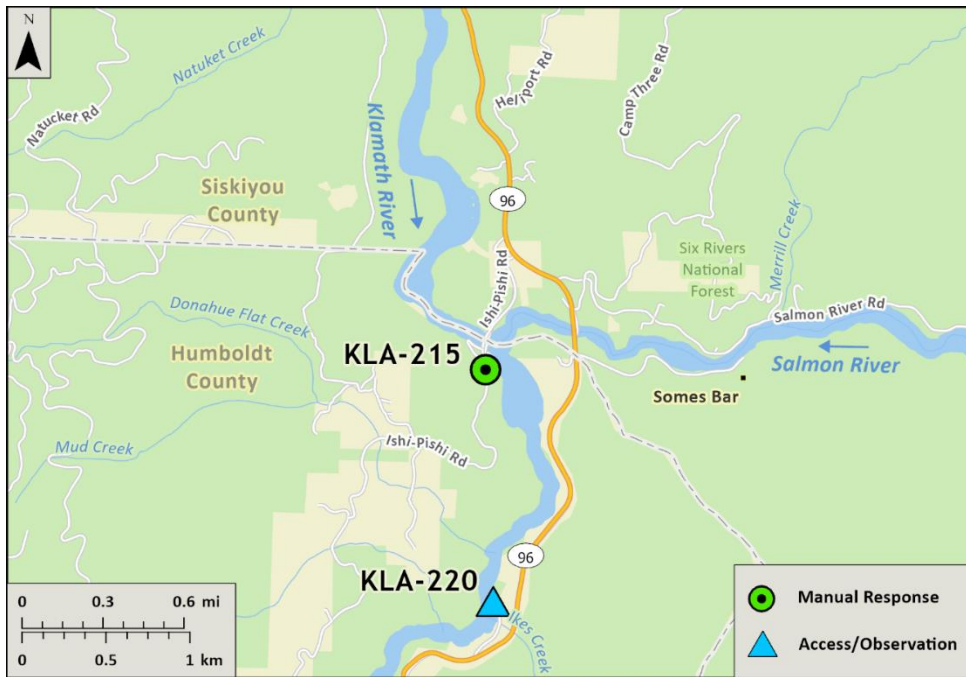 N
Natuket Creek
Natucket Rd
Klamath River
Heliport Rd
Camp Three Rd
Siskiyou
County
96
Six Rivers
National
Forest
Merrill Creek
Donahue Flat Creek
Ishi-Pishi Rd
Salmon River Rd
KLA-215
Humboldt
County
Salmon River
Somes Bar
Ishi-Pishi Rd
Mud Creek
96
KLA-220
Creek
0 0.3 0.6 mi
0 0.5 1 km
Manual Response
Access/Observation